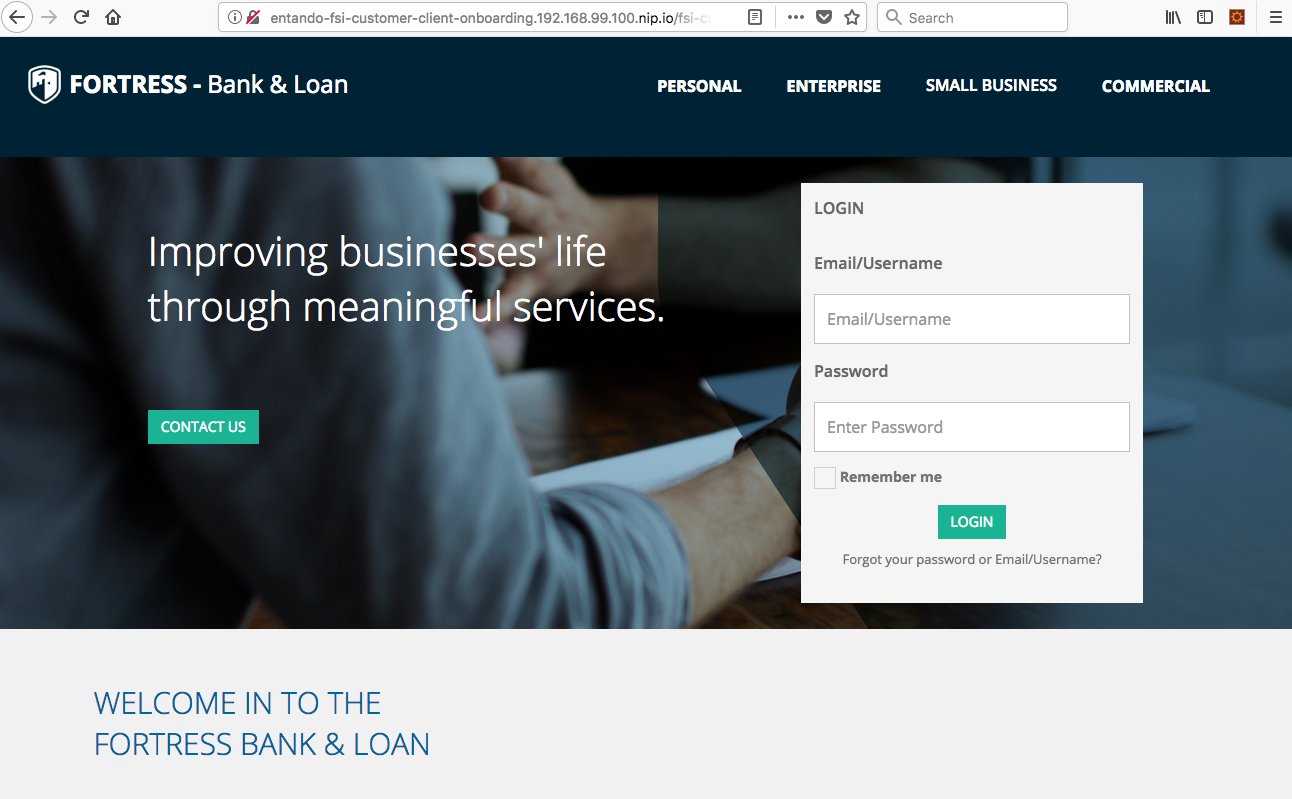 entando-fsi-customer-client-onboarding.192.168.99.100.nip.io/fsi-c
Search
FORTRESS - Bank & Loan
PERSONAL
ENTERPRISE
SMALL BUSINESS
COMMERCIAL
Improving businesses' life
through meaningful services.
CONTACT US
LOGIN
Email/Username
Email/Username
Password
Enter Password
Remember me
LOGIN
Forgot your password or Email/Username?
WELCOME IN TO THE
FORTRESS BANK & LOAN